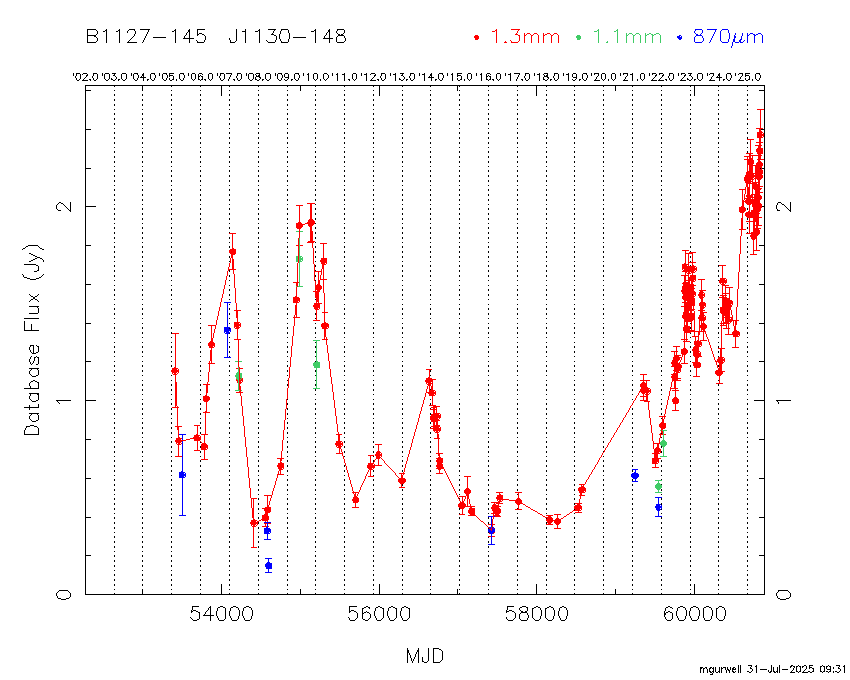 B1127-145 J1130-148 1.3mm 1.1mm 870μm
'02.0 '03.0 '04.0 '05.0 '06.0 '07.0 '08.0 '09.0 '10.0 '11.0 '12.0 '13.0 '14.0 '15.0 '16.0 '17.0 '18.0 '19.0 '20.0 '21.0 '22.0 '23.0 '24.0 '25.0
2 2
Database Flux (Jy)
1 1
0 0
54000 56000 58000 60000
MJD
mgurwell 31-Jul-2025 09:31